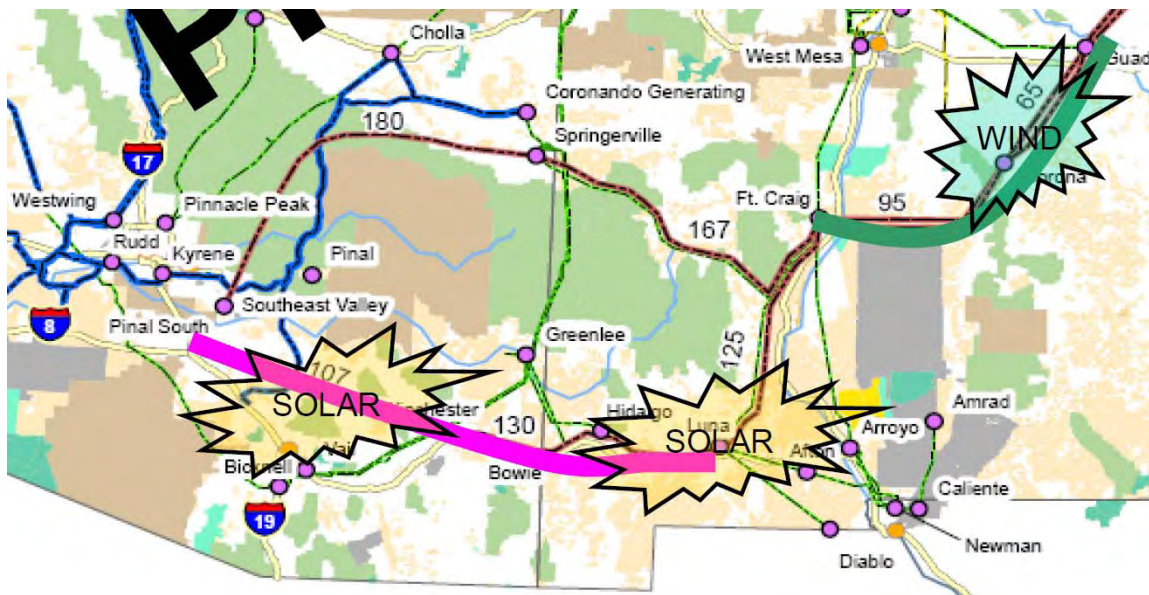 Cholla
West Mesa
Guad
65
Coronando Generating
180
Springerville
WIND
17
Westwing
Pinnacle Peak
Ft. Craig
95
Rudd
Kyrene
Pinal
167
Southeast Valley
8
Pinal South
Greenlee
125
107
SOLAR
130
Hidalgo
Luna
SOLAR
Amrad
Arroyo
Bowie
Caliente
19
Newman
Diablo